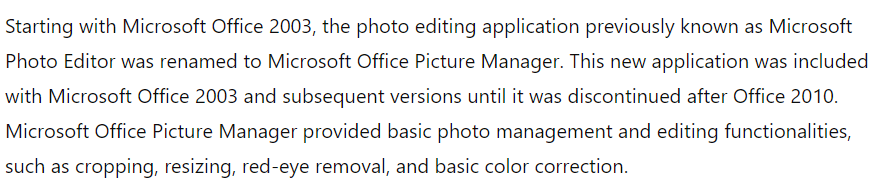 Starting with Microsoft Office 2003, the photo editing application previously known as Microsoft
Photo Editor was renamed to Microsoft Office Picture Manager. This new application was included
with Microsoft Office 2003 and subsequent versions until it was discontinued after Office 2010.
Microsoft Office Picture Manager provided basic photo management and editing functionalities,
such as cropping, resizing, red-eye removal, and basic color correction.